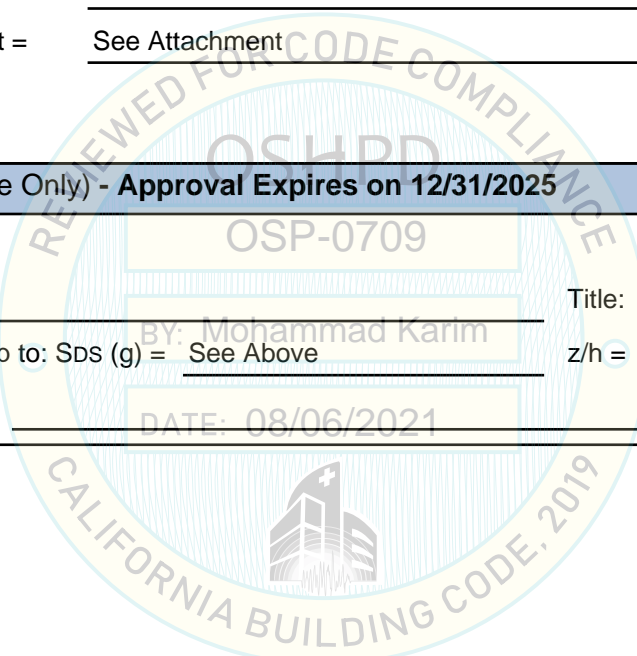 t = See Attachment
REVIEWED FOR CODE COMPLIANCE
OSHPD
e Only) - Approval Expires on 12/31/2025
OSP-0709
Title:
BY: Mohammad Karim
o to: SDS (g) = See Above z/h =
DATE: 08/06/2021
CALIFORNIA BUILDING CODE, 2019